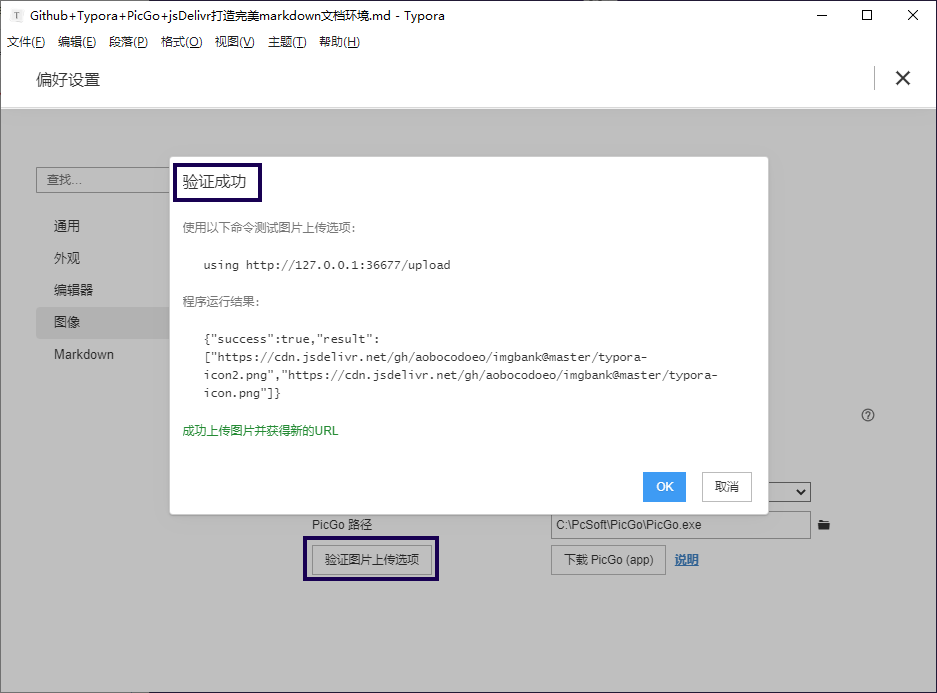 Github+Typora+PicGo+jsDelivr打造完美markdown文档环境.md - Typora
文件(F) 编辑(E) 段落(P) 格式(O) 视图(V) 主题(T) 帮助(H)
偏好设置
查找...
通用
外观
编辑器
图像
Markdown
验证成功
使用以下命令测试图片上传选项:
using http://127.0.0.1:36677/upload
程序运行结果:
{"success":true,"result":
["https://cdn.jsdelivr.net/gh/aobocodoeo/imgbank@master/typora-
icon2.png","https://cdn.jsdelivr.net/gh/aobocodoeo/imgbank@master/typora-
icon.png"]}
成功上传图片并获得新的URL
OK 取消
PicGo 路径 C:\PcSoft\PicGo\PicGo.exe
验证图片上传选项 下载 PicGo (app) 说明